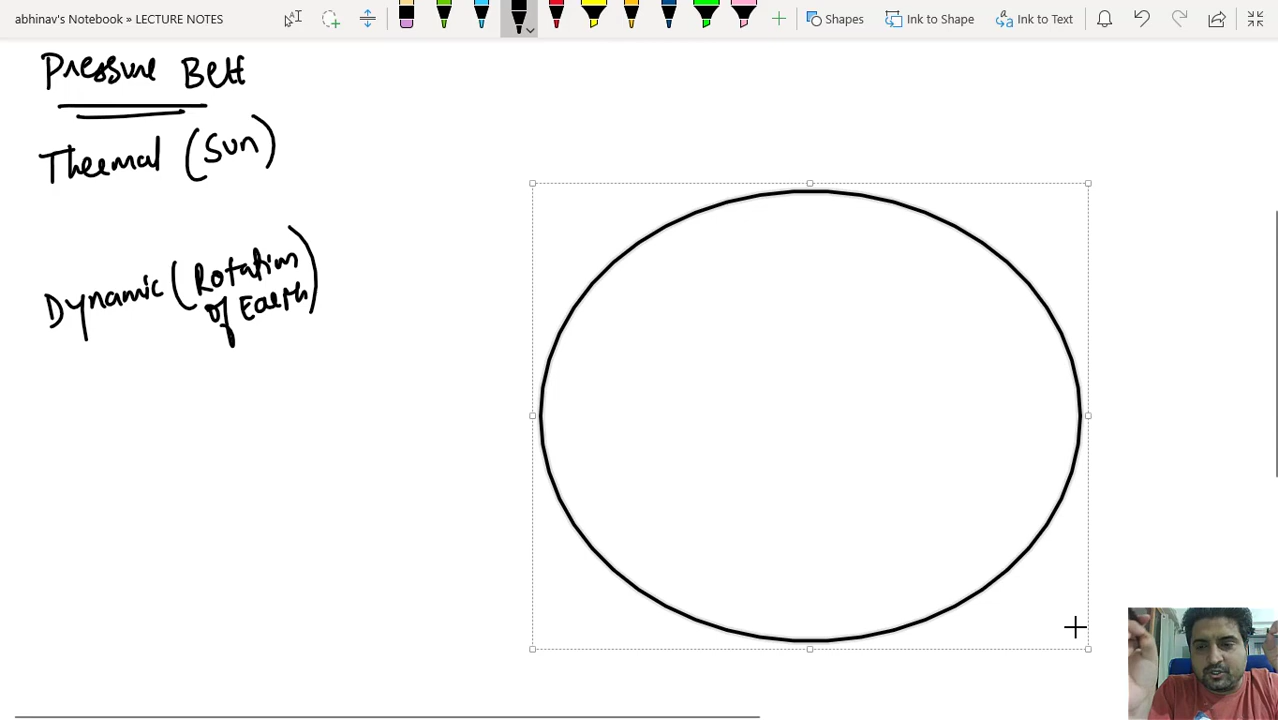 abhinav's Notebook » LECTURE NOTES
Shapes
Ink to Shape
Ink to Text
Pressure Belt
Thermal (Sun)
Dynamic (Rotation
of Earth)